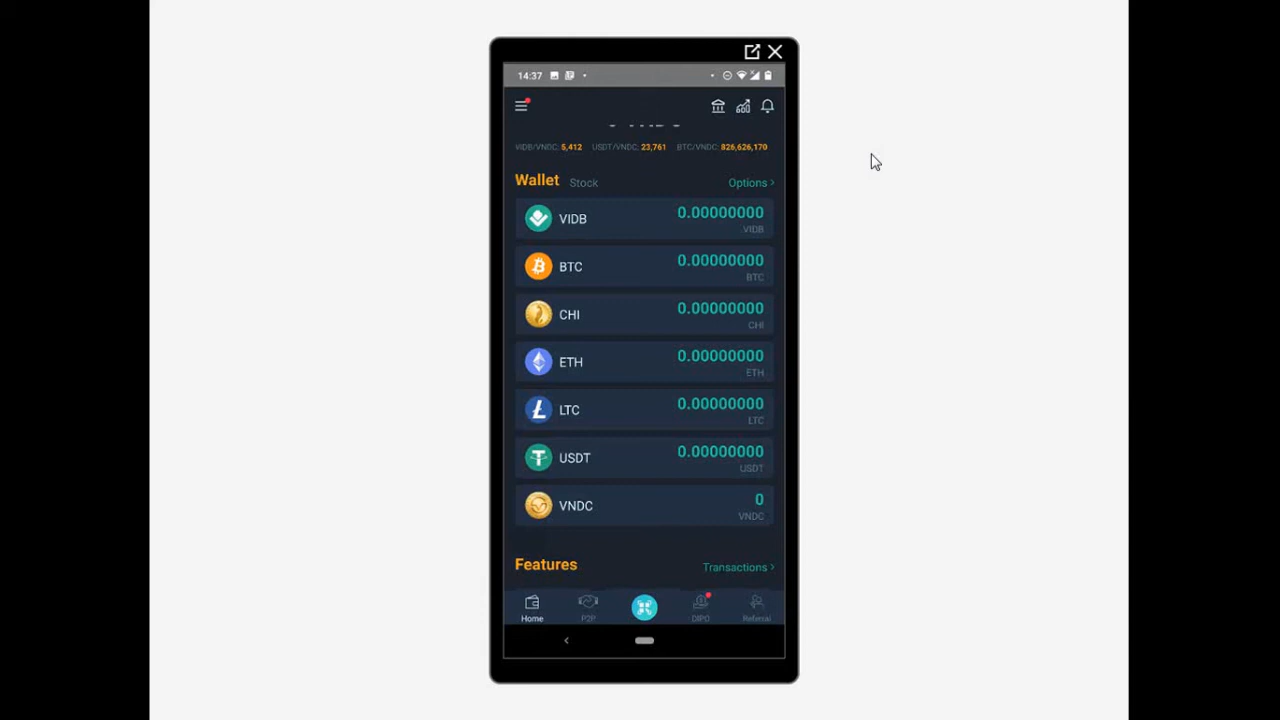 14:37
VIDB/VNDC: 5,412 USDT/VNDC: 23,761 BTC/VNDC: 826,626,170
Wallet Stock Options >
VIDB 0.00000000
VIDB
BTC 0.00000000
BTC
CHI 0.00000000
CHI
ETH 0.00000000
ETH
LTC 0.00000000
LTC
USDT 0.00000000
USDT
VNDC 0
VNDC
Features Transactions >
Home P2P DIPO Referral